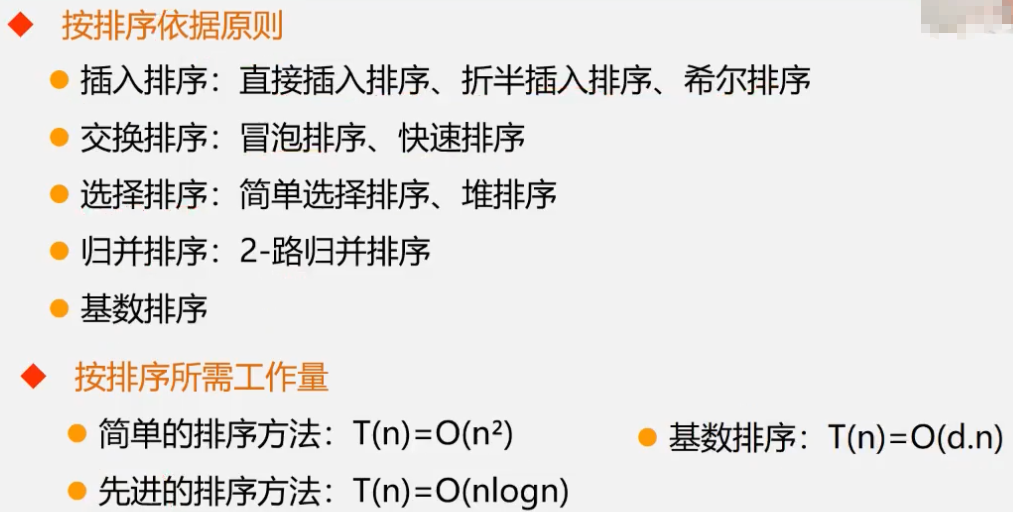 按排序依据原则
插入排序：直接插入排序、折半插入排序、希尔排序
交换排序：冒泡排序、快速排序
选择排序：简单选择排序、堆排序
归并排序：2-路归并排序
基数排序
按排序所需工作量
简单的排序方法：T(n)=O(n²)
基数排序：T(n)=O(d.n)
先进的排序方法：T(n)=O(nlogn)